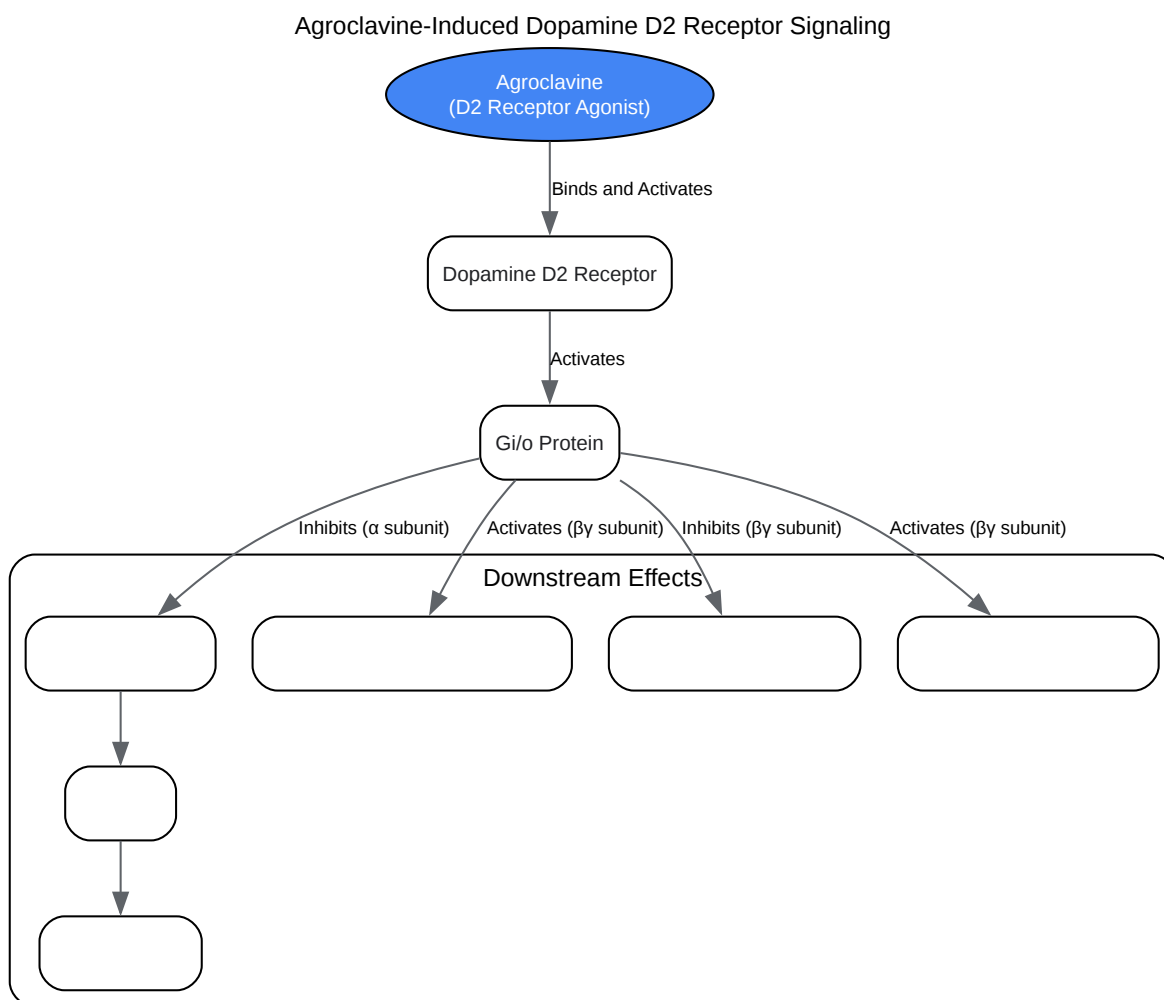 Agroclavine-Induced Dopamine D2 Receptor Signaling
Agroclavine
(D2 Receptor Agonist)
Binds and Activates
Dopamine D2 Receptor
Activates
Gi/o Protein
Inhibits (α subunit)
Activates (βγ subunit)
Inhibits (βγ subunit)
Activates (βγ subunit)
Downstream Effects